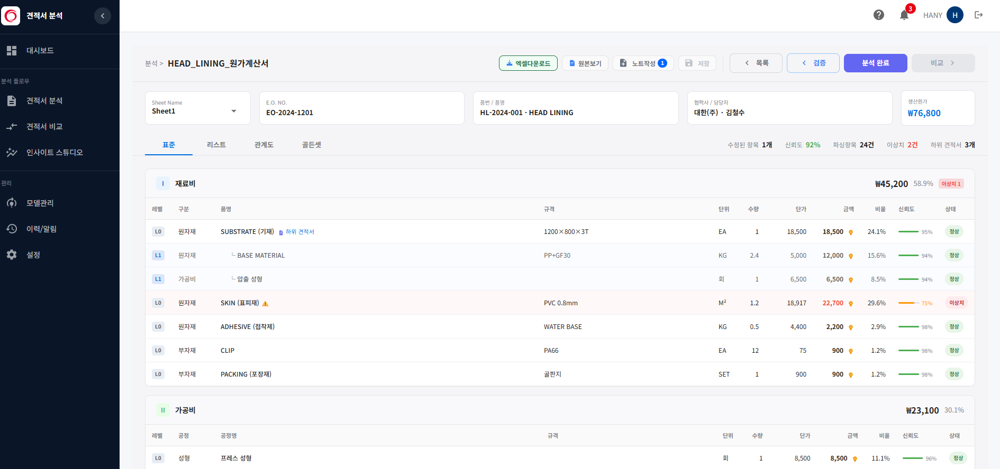 견적서 분석
대시보드
분석 플로우
견적서 분석
견적서 비교
인사이트 스튜디오
관리
모델관리
이력/알림
설정
3
HANY H
분석 > HEAD_LINING_원가계산서
엑셀다운로드 원본보기 노트작성 1 저장 목록 검증 분석 완료 비교
Sheet Name
Sheet1
E.O. NO.
EO-2024-1201
품번 / 품명
HL-2024-001 · HEAD LINING
협력사 / 담당자
대한(주) · 김철수
생산원가
₩76,800
표준 리스트 관계도 골든셋
수정된 항목 1개 신뢰도 92% 파싱항목 24건 이상치 2건 하위 견적서 3개
I 재료비 ₩45,200 58.9% 이상치 1
레벨 구분 품명 규격 단위 수량 단가 금액 비율 신뢰도 상태
L0 원자재 SUBSTRATE (기재) 하위 견적서 1200×800×3T EA 1 18,500 18,500 24.1% 95% 정상
L1 원자재 └ BASE MATERIAL PP+GF30 KG 2.4 5,000 12,000 15.6% 94% 정상
L1 가공비 └ 압출 성형 회 1 6,500 6,500 8.5% 94% 정상
L0 원자재 SKIN (표피재) PVC 0.8mm M² 1.2 18,917 22,700 29.6% 75% 이상치
L0 원자재 ADHESIVE (접착제) WATER BASE KG 0.5 4,400 2,200 2.9% 98% 정상
L0 부자재 CLIP PA66 EA 12 75 900 1.2% 98% 정상
L0 부자재 PACKING (포장재) 골판지 SET 1 900 900 1.2% 98% 정상
II 가공비 ₩23,100 30.1%
레벨 공정 공정명 규격 단위 수량 단가 금액 비율 신뢰도 상태
L0 성형 프레스 성형 회 1 8,500 8,500 11.1% 96% 정상